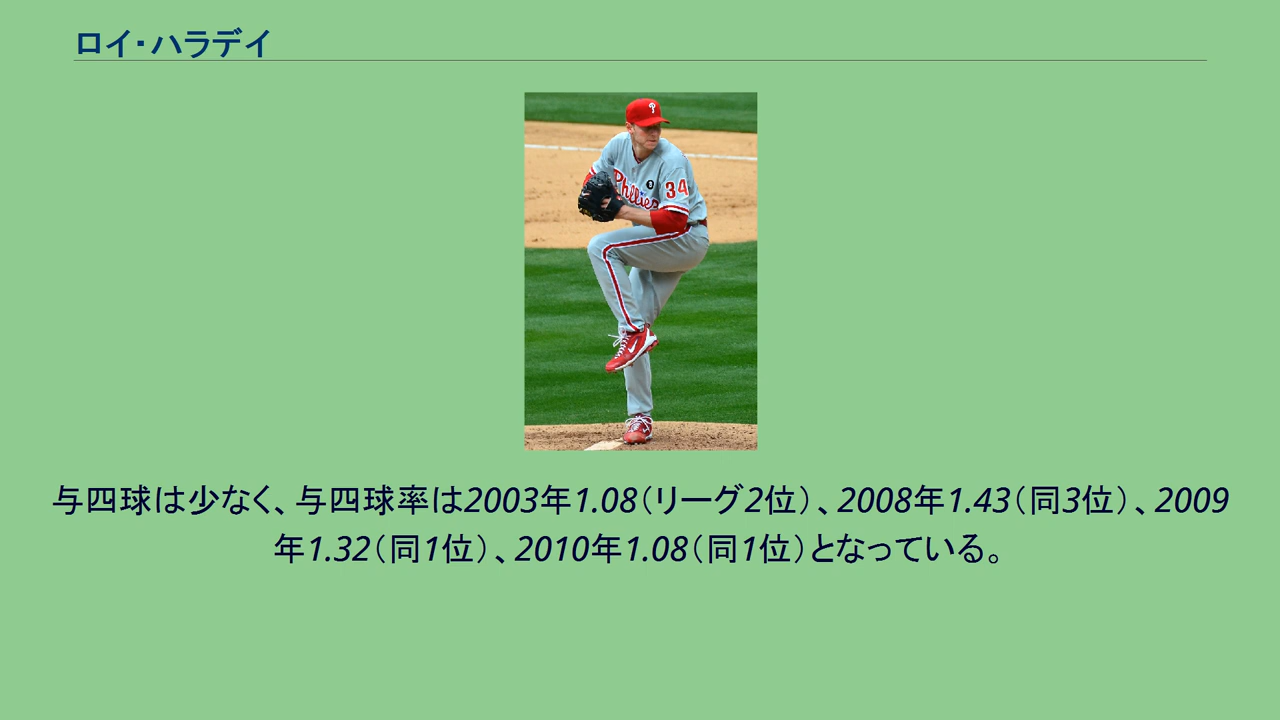 ロイ・ハラデイ
P
Phillies
34
与四球は少なく、与四球率は2003年1.08（リーグ2位）、2008年1.43（同3位）、2009
年1.32（同1位）、2010年1.08（同1位）となっている。